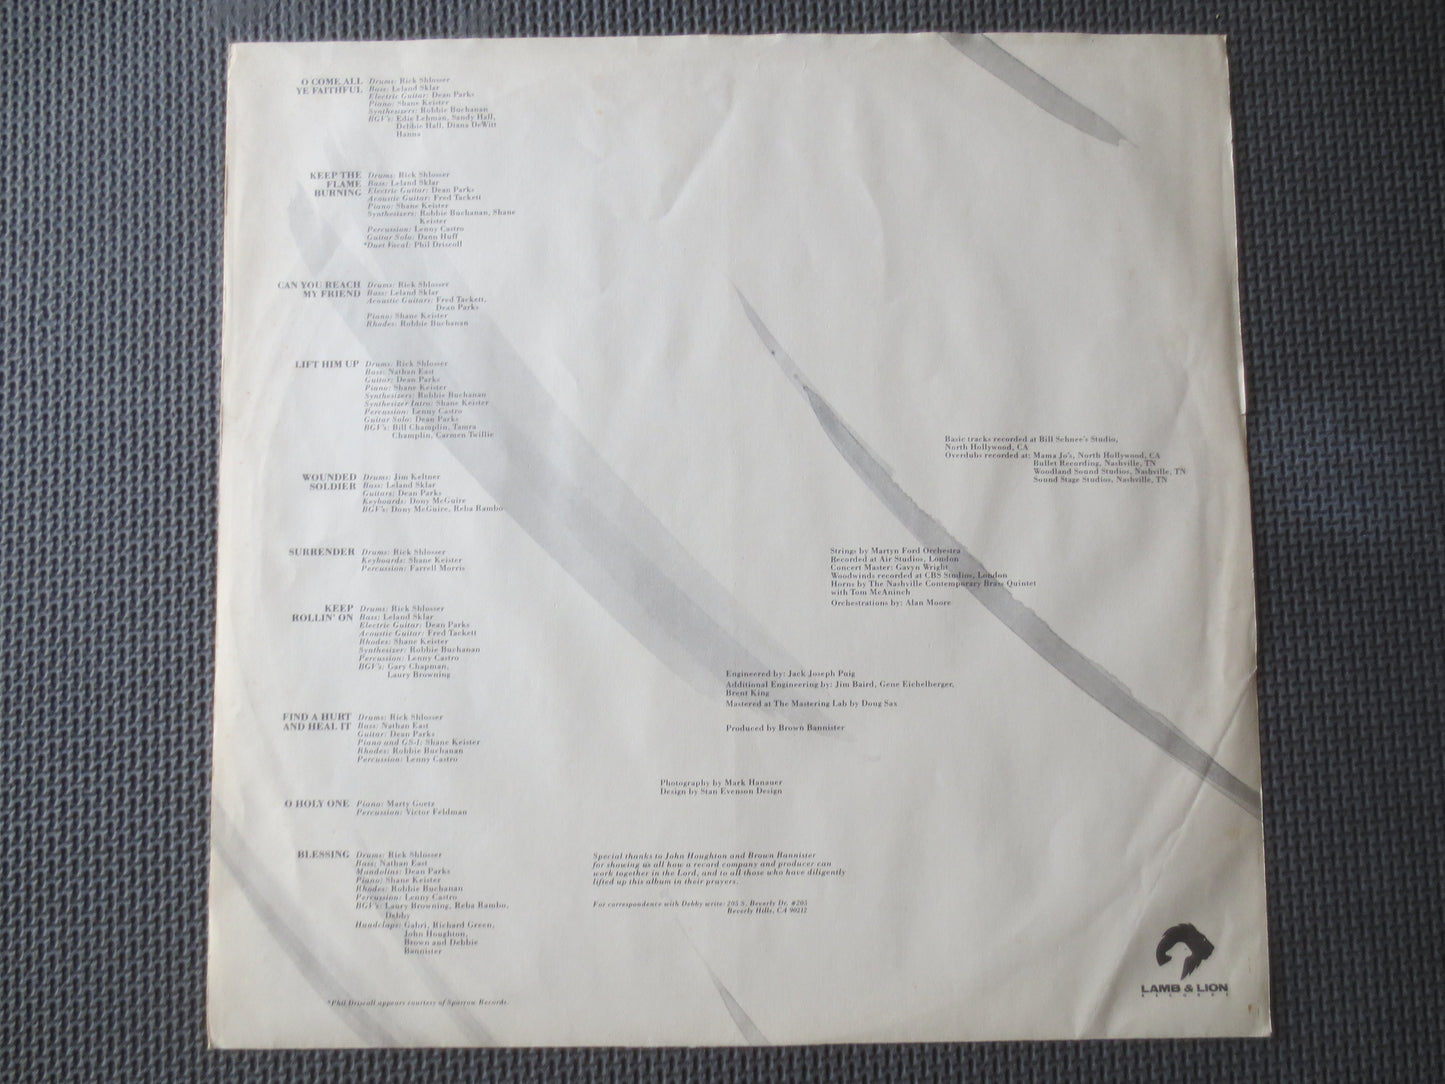 O COME ALL
YE FAITHFUL
Drums: Rick Shlosser
Bass: Leland Sklar
Electric Guitar: Dean Parks
Piano: Shane Keister
Synthesizers: Robbie Buchanan
BGV's: Edie Lehman, Sandy Hall,
Debbie Hall, Diana DeWitt
Hanna
KEEP THE
FLAME
BURNING
Drums: Rick Shlosser
Bass: Leland Sklar
Electric Guitar: Dean Parks
Acoustic Guitar: Fred Tackett
Piano: Shane Keister
Synthesizers: Robbie Buchanan, Shane
Keister
Percussion: Lenny Castro
Guitar Solo: Dann Huff
*Duet Vocal: Phil Driscoll
CAN YOU REACH
MY FRIEND
Drums: Rick Shlosser
Bass: Leland Sklar
Acoustic Guitars: Fred Tackett,
Dean Parks
Piano: Shane Keister
Rhodes: Robbie Buchanan
LIFT HIM UP
Drums: Rick Shlosser
Bass: Nathan East
Guitar: Dean Parks
Piano: Shane Keister
Synthesizers: Robbie Buchanan
Synthesizer Intro: Shane Keister
Percussion: Lenny Castro
Guitar Solo: Dean Parks
BGV's: Bill Champlin, Tamra
Champlin, Carmen Twillie
WOUNDED
SOLDIER
Drums: Jim Keltner
Bass: Leland Sklar
Guitars: Dean Parks
Keyboards: Dony McGuire
BGV's: Dony McGuire, Reba Rambo
SURRENDER
Drums: Rick Shlosser
Keyboards: Shane Keister
Percussion: Farrell Morris
KEEP
ROLLIN' ON
Drums: Rick Shlosser
Bass: Leland Sklar
Electric Guitar: Dean Parks
Acoustic Guitar: Fred Tackett
Rhodes: Shane Keister
Synthesizer: Robbie Buchanan
Percussion: Lenny Castro
BGV's: Gary Chapman,
Laury Browning
FIND A HURT
AND HEAL IT
Drums: Rick Shlosser
Bass: Nathan East
Guitar: Dean Parks
Piano and GS-1: Shane Keister
Rhodes: Robbie Buchanan
Percussion: Lenny Castro
O HOLY ONE
Piano: Marty Goetz
Percussion: Victor Feldman
BLESSING
Drums: Rick Shlosser
Bass: Nathan East
Mandolins: Dean Parks
Piano: Shane Keister
Rhodes: Robbie Buchanan
Percussion: Lenny Castro
BGV's: Laury Browning, Reba Rambo,
Debby
Handclaps: Gabri, Richard Green,
John Houghton,
Brown and Debbie
Bannister
*Phil Driscoll appears courtesy of Sparrow Records.
Basic tracks recorded at Bill Schnee's Studio,
North Hollywood, CA
Overdubs recorded at: Mama Jo's, North Hollywood, CA
Bullet Recording, Nashville, TN
Woodland Sound Studios, Nashville, TN
Sound Stage Studios, Nashville, TN
Strings by Martyn Ford Orchestra
Recorded at Air Studios, London
Concert Master: Gavyn Wright
Woodwinds recorded at CBS Studios, London
Horns by The Nashville Contemporary Brass Quintet
with Tom McAninch
Orchestrations by: Alan Moore
Engineered by: Jack Joseph Puig
Additional Engineering by: Jim Baird, Gene Eichelberger,
Brent King
Mastered at The Mastering Lab by Doug Sax
Produced by Brown Bannister
Photography by Mark Hanauer
Design by Stan Evenson Design
Special thanks to John Houghton and Brown Bannister
for showing us all how a record company and producer can
work together in the Lord, and to all those who have diligently
lifted up this album in their prayers.
For correspondence with Debby write: 205 S. Beverly Dr. #205
Beverly Hills, CA 90212
LAMB & LION
RECORDS